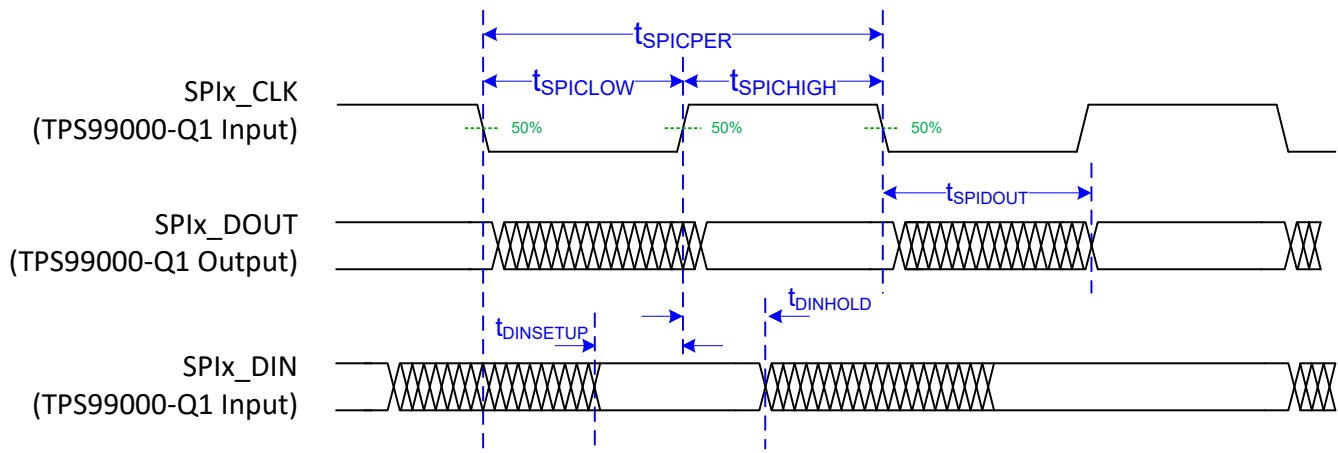 tSPICPER
tSPICLOW
tSPICHIGH
SPIx_CLK
(TPS99000-Q1 Input)
50%
50%
50%
tSPIDOUT
SPIx_DOUT
(TPS99000-Q1 Output)
tDINHOLD
tDINSETUP
SPIx_DIN
(TPS99000-Q1 Input)